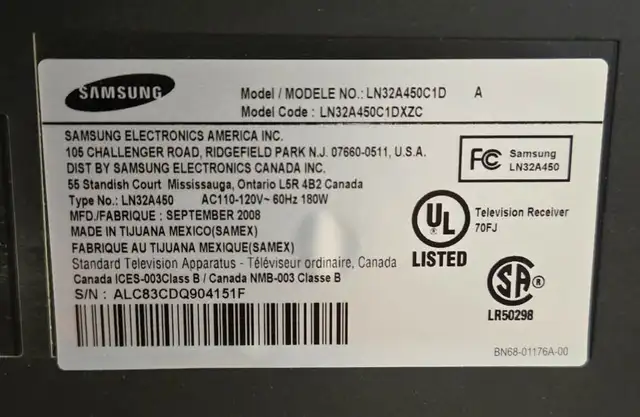 SAMSUNG
Model / MODELE NO.: LN32A450C1D A
Model Code : LN32A450C1DXZC
SAMSUNG ELECTRONICS AMERICA INC.
105 CHALLENGER ROAD, RIDGEFIELD PARK N.J. 07660-0511, U.S.A.
DIST BY SAMSUNG ELECTRONICS CANADA INC.
55 Standish Court Mississauga, Ontario L5R 4B2 Canada
Type No.: LN32A450 AC110-120V~ 60Hz 180W
MFD./FABRIQUE : SEPTEMBER 2008
MADE IN TIJUANA MEXICO(SAMEX)
FABRIQUE AU TIJUANA MEXIQUE(SAMEX)
Standard Television Apparatus - Téléviseur ordinaire, Canada
Canada ICES-003Class B / Canada NMB-003 Classe B
S/N : ALC83CDQ904151F
FC Samsung
LN32A450
UL
LISTED
Television Receiver
70FJ
SA
LR50298
BN68-01176A-00